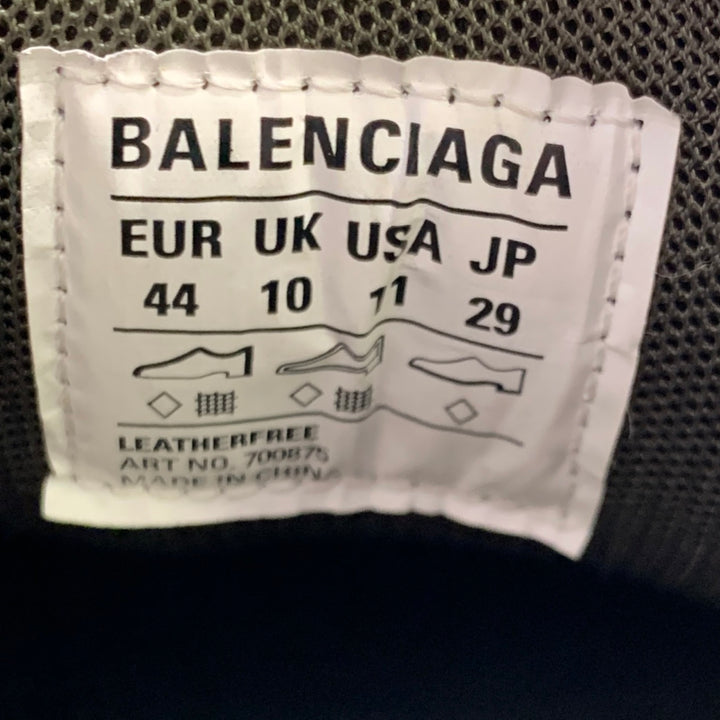 BALENCIAGA
EUR UK USA JP
44 10 11 29
LEATHERFREE
ART NO. 700875
MADE IN CHINA